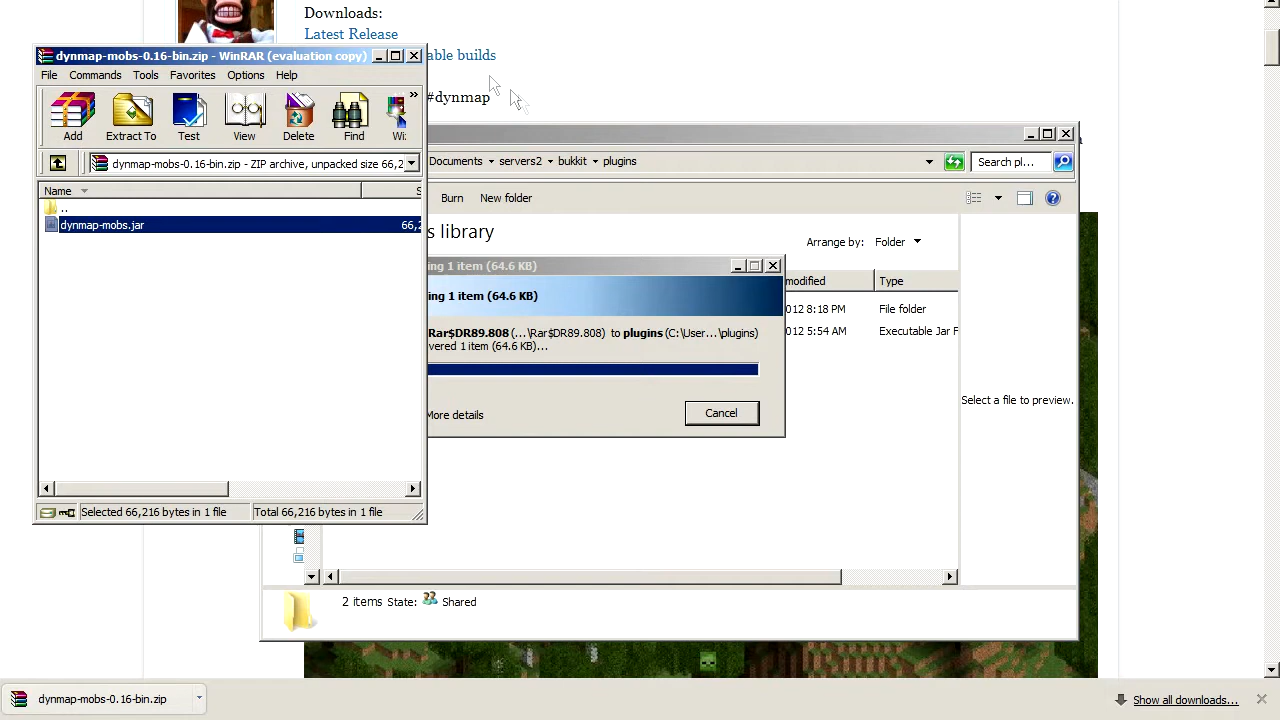 Downloads:
Latest Release
able builds
#dynmap
dynmap-mobs-0.16-bin.zip - WinRAR (evaluation copy)
File Commands Tools Favorites Options Help
Add Extract To Test View Delete Find Wi
»
dynmap-mobs-0.16-bin.zip - ZIP archive, unpacked size 66,2
Name S
..
dynmap-mobs.jar 66,2
Selected 66,216 bytes in 1 file Total 66,216 bytes in 1 file
Documents servers2 bukkit plugins
Search pl...
Burn New folder
s library
Arrange by: Folder
modified Type
012 8:18 PM File folder
012 5:54 AM Executable Jar F
ing 1 item (64.6 KB)
ing 1 item (64.6 KB)
Rar$DR89.808 (...\Rar$DR89.808) to plugins (C:\User...\plugins)
vered 1 item (64.6 KB)...
More details
Cancel
Select a file to preview.
2 items State: Shared
dynmap-mobs-0.16-bin.zip
Show all downloads...